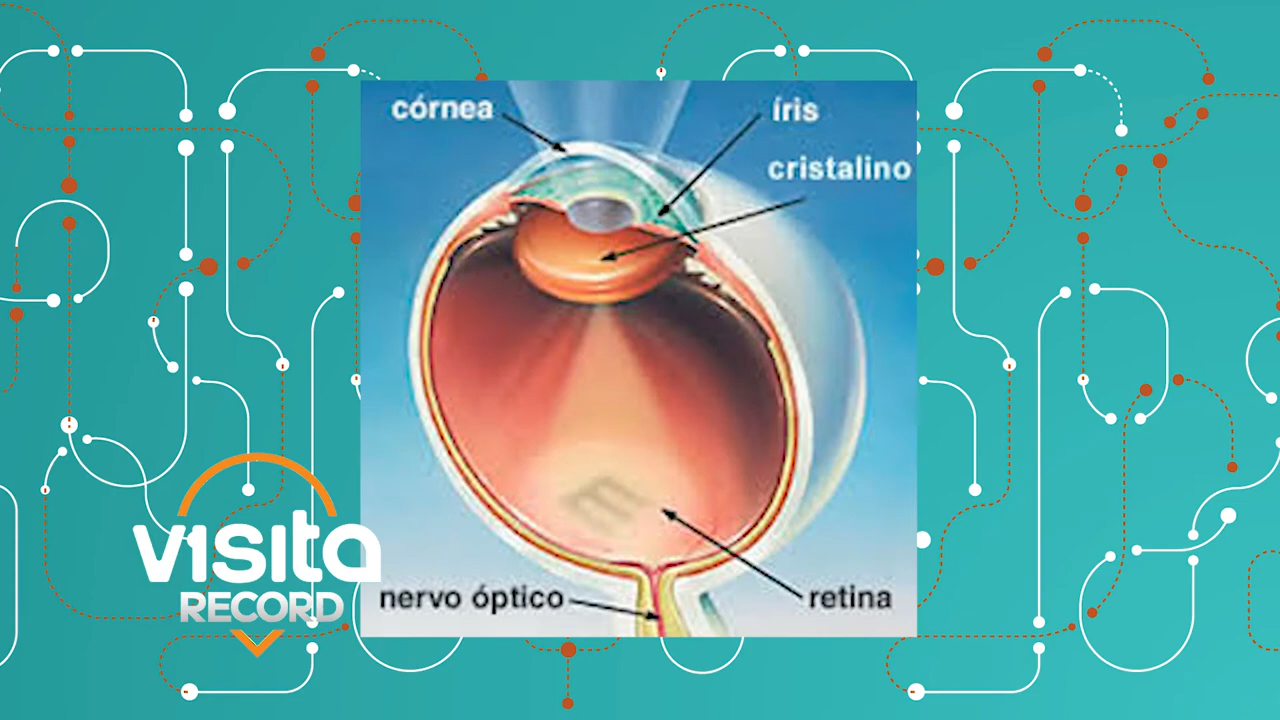 córnea
íris
cristalino
nervo óptico
retina
visita
RECORD